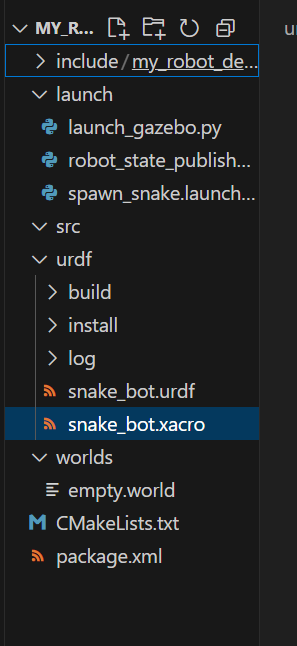 MY_R...
include/my_robot_de...
launch
launch_gazebo.py
robot_state_publish...
spawn_snake.launch...
src
urdf
build
install
log
snake_bot.urdf
snake_bot.xacro
worlds
empty.world
CMakeLists.txt
package.xml